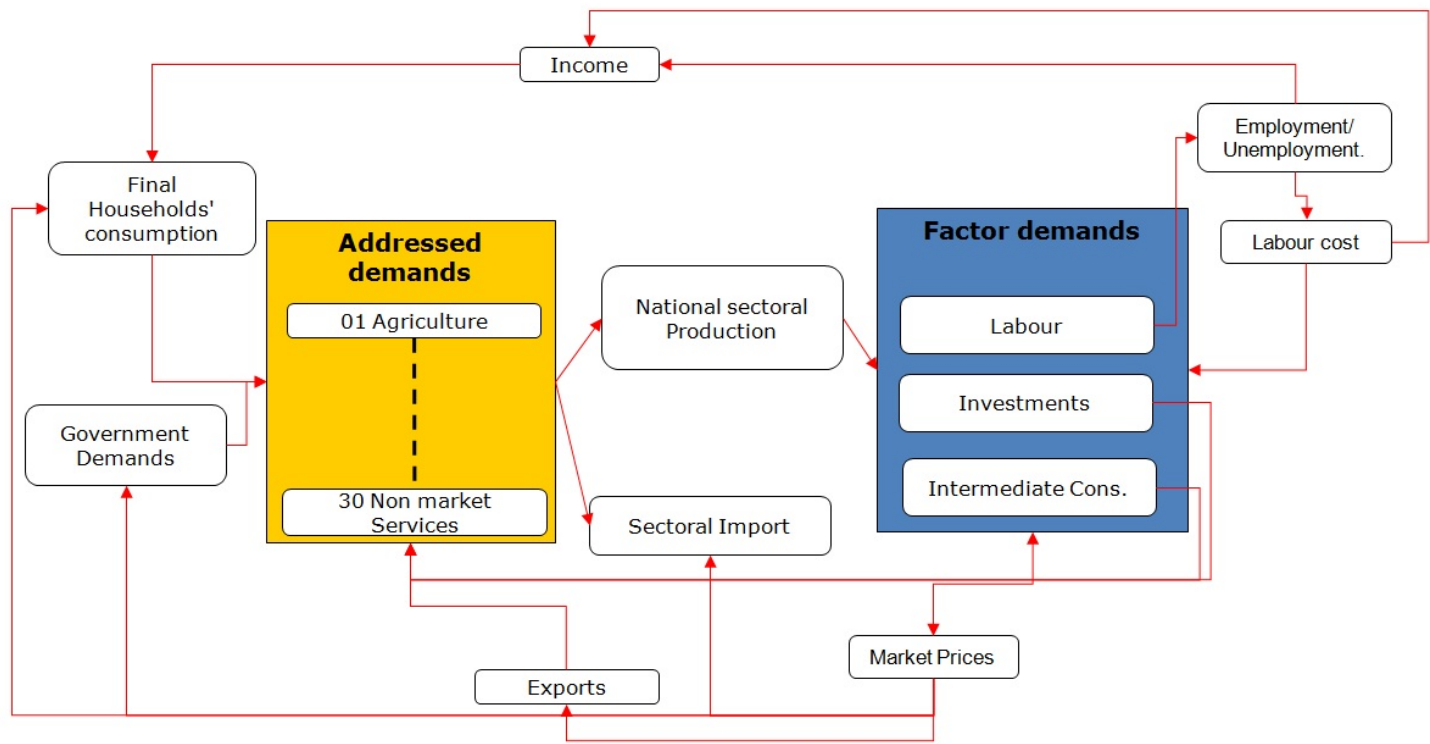 Income
Employment/
Unemployment.
Final
Households'
consumption
Addressed
demands
Factor demands
Labour cost
01 Agriculture
National sectoral
Production
Labour
Investments
Government
Demands
Intermediate Cons.
30 Non market
Services
Sectoral Import
Market Prices
Exports